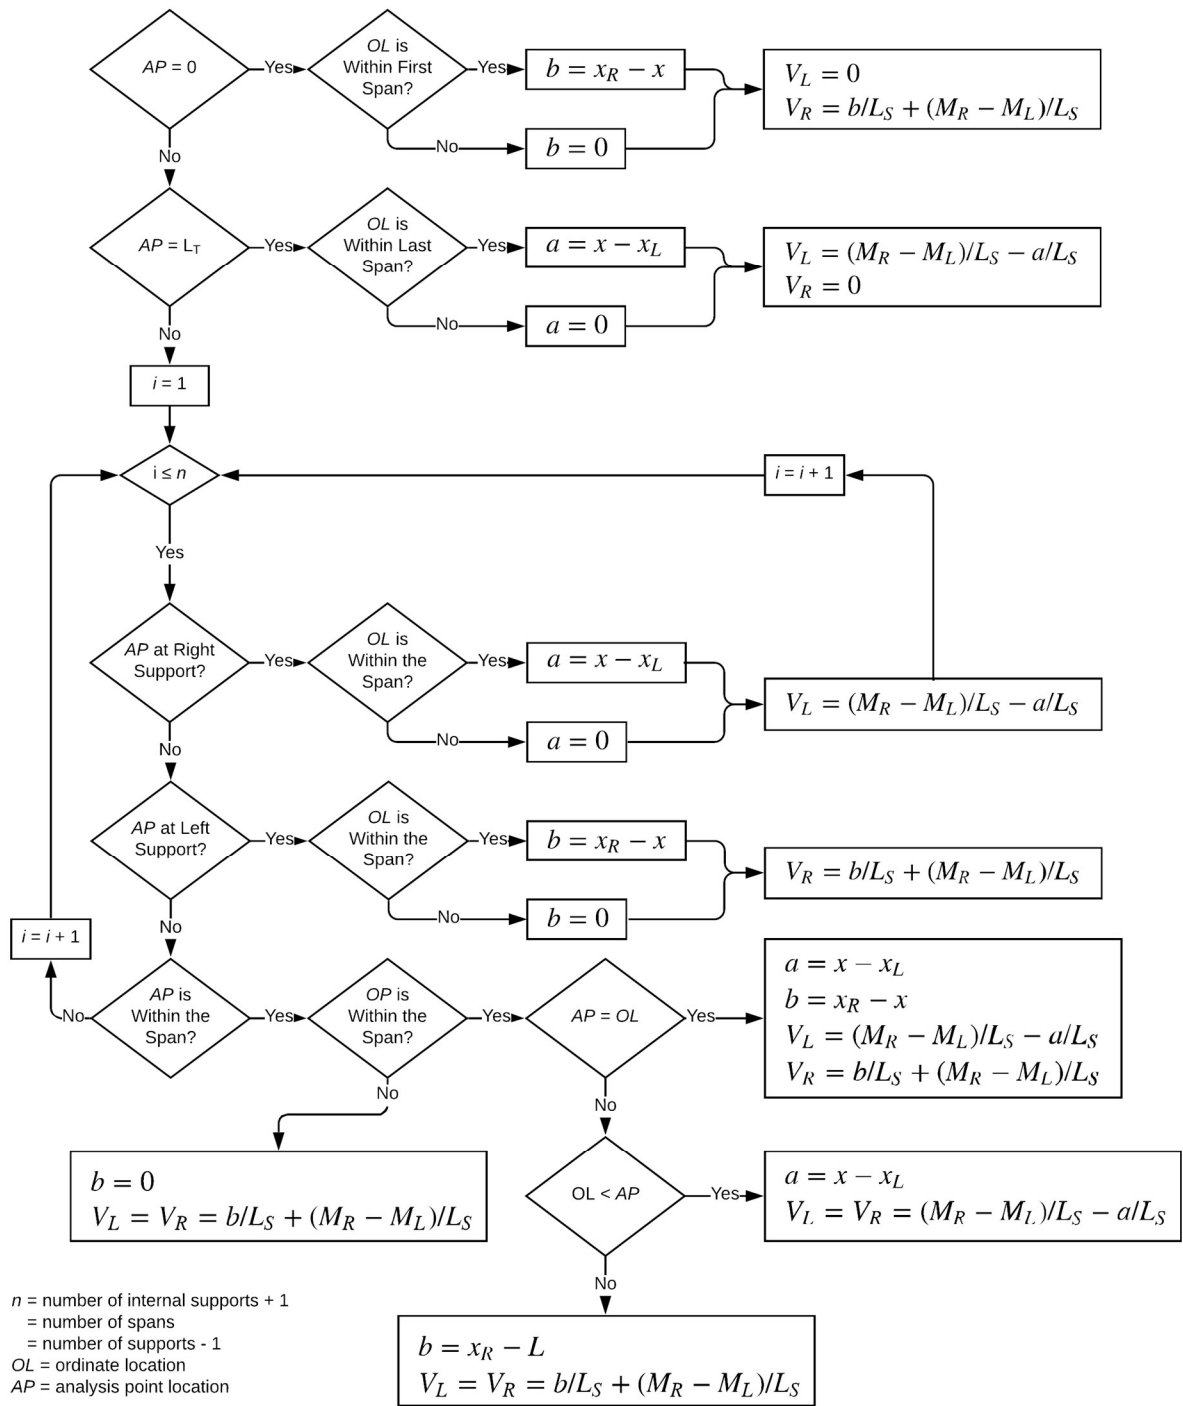 AP = 0
Yes
OL is
Within First
Span?
Yes
b = x_R − x
V_L = 0
V_R = b/L_S + (M_R − M_L)/L_S
No
b = 0
No
AP = L_T
Yes
OL is
Within Last
Span?
Yes
a = x − x_L
V_L = (M_R − M_L)/L_S − a/L_S
V_R = 0
No
a = 0
No
i = 1
i ≤ n
i = i + 1
Yes
AP at Right
Support?
Yes
OL is
Within the
Span?
Yes
a = x − x_L
V_L = (M_R − M_L)/L_S − a/L_S
No
a = 0
No
AP at Left
Support?
Yes
OL is
Within the
Span?
Yes
b = x_R − x
V_R = b/L_S + (M_R − M_L)/L_S
No
b = 0
No
i = i + 1
No
AP is
Within the
Span?
Yes
OP is
Within the
Span?
Yes
AP = OL
Yes
a = x − x_L
b = x_R − x
V_L = (M_R − M_L)/L_S − a/L_S
V_R = b/L_S + (M_R − M_L)/L_S
No
b = 0
V_L = V_R = b/L_S + (M_R − M_L)/L_S
No
OL < AP
Yes
a = x − x_L
V_L = V_R = (M_R − M_L)/L_S − a/L_S
No
b = x_R − L
V_L = V_R = b/L_S + (M_R − M_L)/L_S
n = number of internal supports + 1
= number of spans
= number of supports - 1
OL = ordinate location
AP = analysis point location